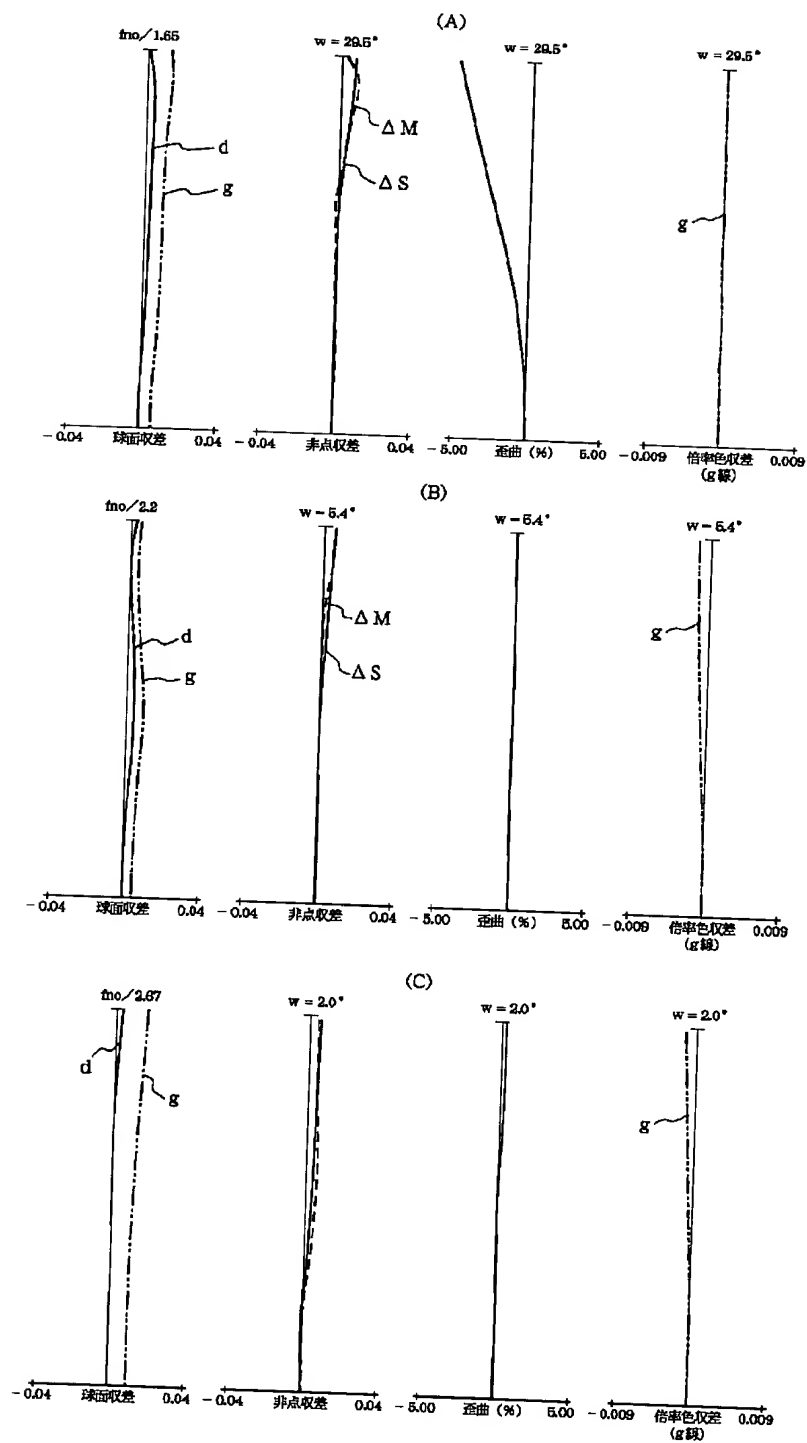 (A)
fno/1.65
w=29.5°
w=29.5°
w=29.5°
ΔM
d
ΔS
g
g
-0.04
球面収差
0.04
-0.04
非点収差
0.04
-5.00
歪曲(%)
5.00
-0.009
倍率色収差
(g線)
0.009
(B)
fno/2.2
w=5.4°
w=5.4°
w=5.4°
ΔM
d
ΔS
g
g
-0.04
球面収差
0.04
-0.04
非点収差
0.04
-5.00
歪曲(%)
5.00
-0.009
倍率色収差
(g線)
0.009
(C)
fno/2.67
w=2.0°
w=2.0°
w=2.0°
d
g
g
-0.04
球面収差
0.04
-0.04
非点収差
0.04
-5.00
歪曲(%)
5.00
-0.009
倍率色収差
(g線)
0.009